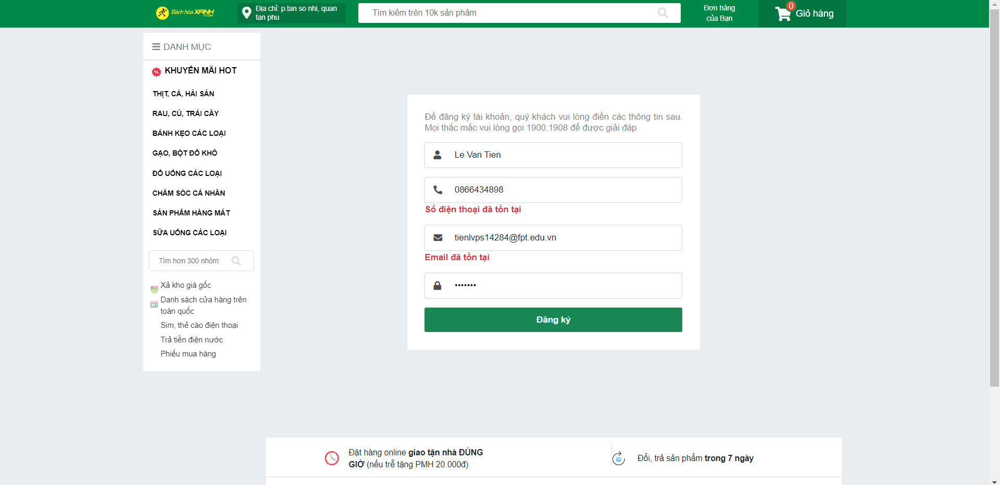 Bách hóa XANH
.COM
Địa chỉ: p.tan so nhi, quan
tan phu
Tìm kiếm trên 10k sản phẩm
Đơn hàng
của Bạn
0
Giỏ hàng
DANH MỤC
% KHUYẾN MÃI HOT
THỊT, CÁ, HẢI SẢN
RAU, CỦ, TRÁI CÂY
BÁNH KẸO CÁC LOẠI
GẠO, BỘT ĐỒ KHÔ
ĐỒ UỐNG CÁC LOẠI
CHĂM SÓC CÁ NHÂN
SẢN PHẨM HÀNG MÁT
SỮA UỐNG CÁC LOẠI
Tìm hơn 300 nhóm
Xả kho giá gốc
Danh sách cửa hàng trên
toàn quốc
Sim, thẻ cào điện thoại
Trả tiền điện nước
Phiếu mua hàng
Để đăng ký tài khoản, quý khách vui lòng điền các thông tin sau.
Mọi thắc mắc vui lòng gọi 1900.1908 để được giải đáp
Le Van Tien
0866434898
Số điện thoại đã tồn tại
tienlvps14284@fpt.edu.vn
Email đã tồn tại
•••••••
Đăng ký
Đặt hàng online giao tận nhà ĐÚNG
GIỜ (nếu trễ tặng PMH 20.000đ)
Đổi, trả sản phẩm trong 7 ngày